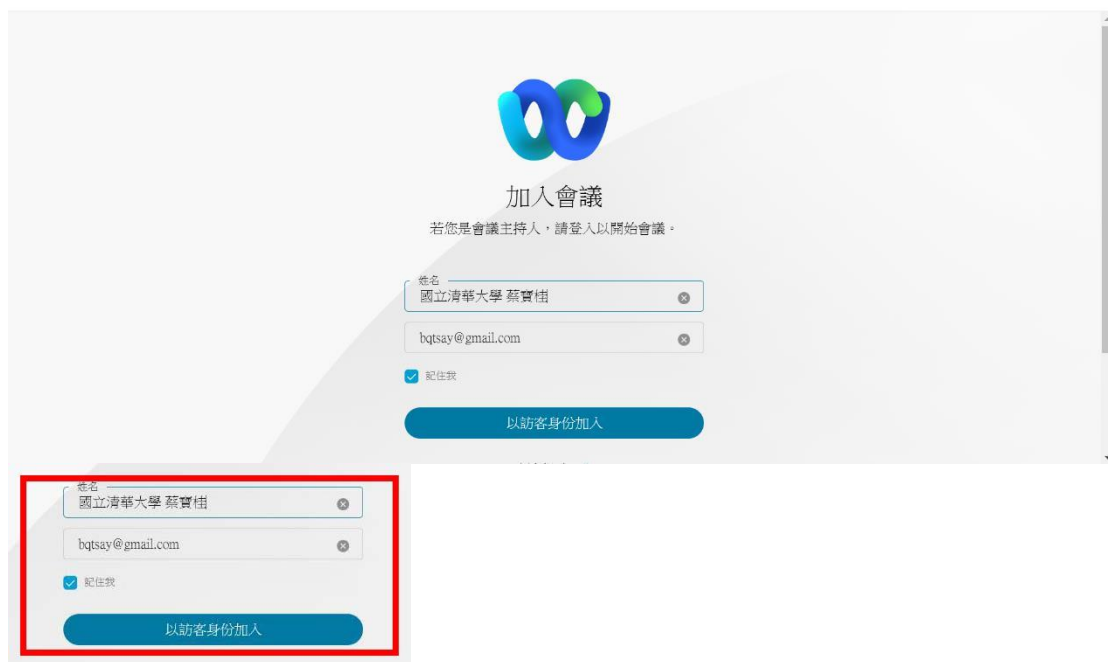 加入會議
若您是會議主持人，請登入以開始會議。
姓名
國立清華大學 蔡寶桂
bqtsay@gmail.com
記住我
以訪客身份加入
姓名
國立清華大學 蔡寶桂
bqtsay@gmail.com
記住我
以訪客身份加入